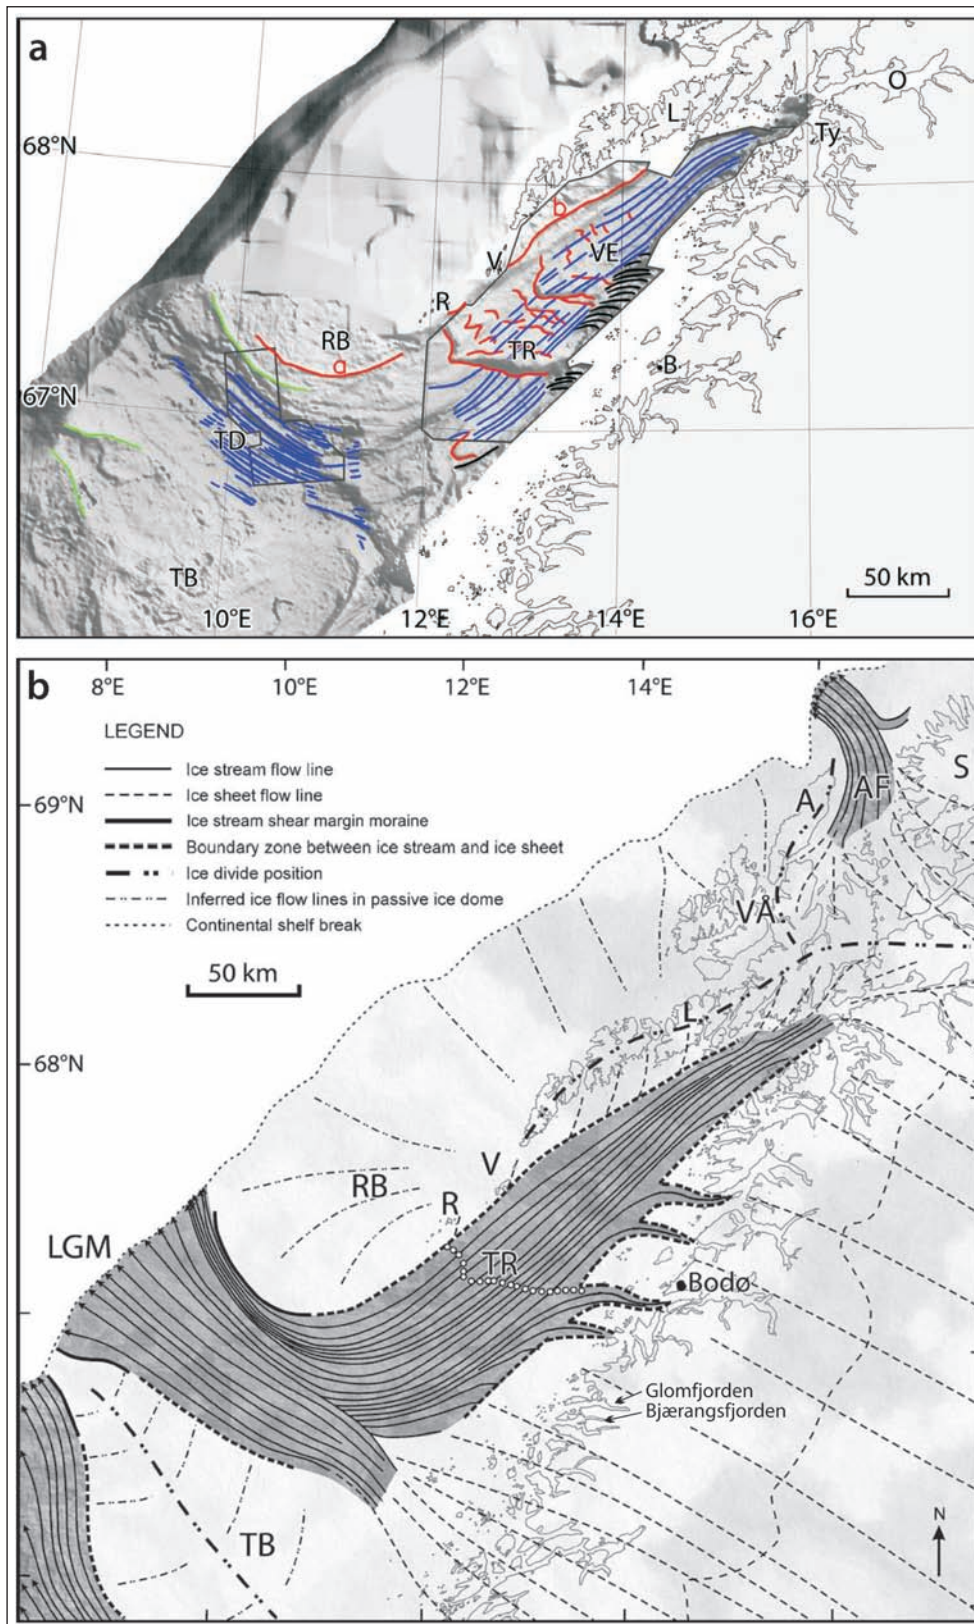 a
O
L
68°N
Ty
b
VE
V
R
RB
TR
a
B
67°N
TD
TB
50 km
10°E
12°E
14°E
16°E
b
8°E
10°E
12°E
14°E
LEGEND
S
Ice stream flow line
Ice sheet flow line
A
AF
69°N
Ice stream shear margin moraine
Boundary zone between ice stream and ice sheet
Ice divide position
Inferred ice flow lines in passive ice dome
VÅ
Continental shelf break
50 km
L
68°N
V
RB
R
LGM
TR
Bodø
Glomfjorden
Bjærangsfjorden
TB
N